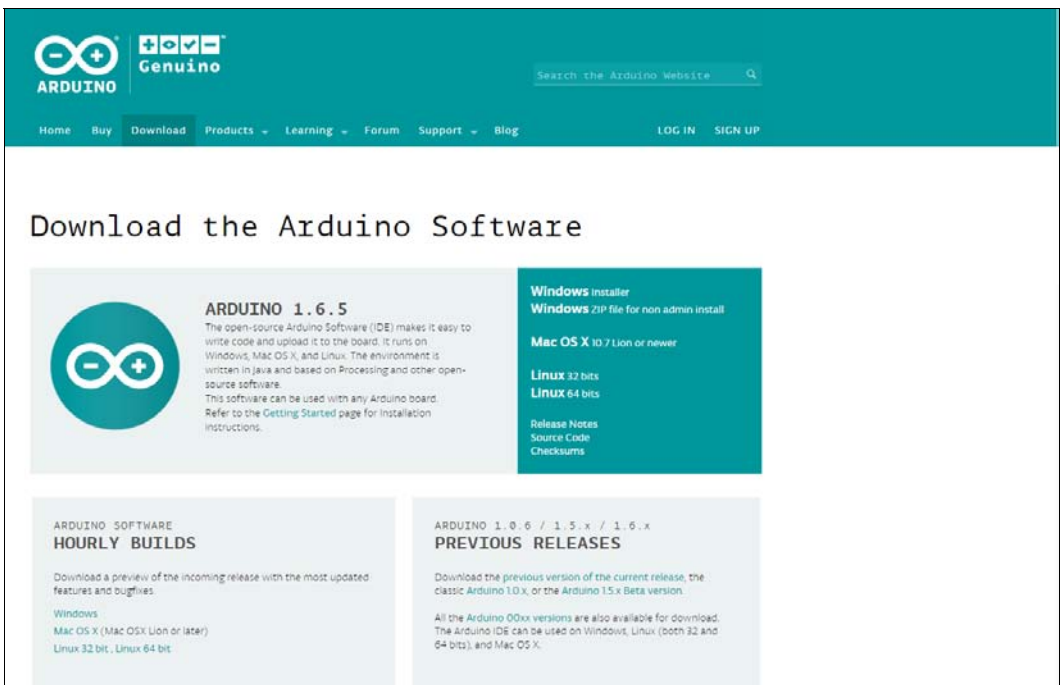 ARDUINO
Genuino
Search the Arduino Website
Home Buy Download Products Learning Forum Support Blog LOG IN SIGN UP
Download the Arduino Software
ARDUINO 1.6.5
The open-source Arduino Software (IDE) makes it easy to
write code and upload it to the board. It runs on
Windows, Mac OS X, and Linux. The environment is
written in Java and based on Processing and other open-
source software.
This software can be used with any Arduino board.
Refer to the Getting Started page for Installation
instructions.
Windows Installer
Windows ZIP file for non admin install
Mac OS X 10.7 Lion or newer
Linux 32 bits
Linux 64 bits
Release Notes
Source Code
Checksums
ARDUINO SOFTWARE
HOURLY BUILDS
Download a preview of the incoming release with the most updated
features and bugfixes.
Windows
Mac OS X (Mac OSX Lion or later)
Linux 32 bit , Linux 64 bit
ARDUINO 1.0.6 / 1.5.x / 1.6.x
PREVIOUS RELEASES
Download the previous version of the current release, the
classic Arduino 1.0.x, or the Arduino 1.5.x Beta version.
All the Arduino 00xx versions are also available for download.
The Arduino IDE can be used on Windows, Linux (both 32 and
64 bits), and Mac OS X.